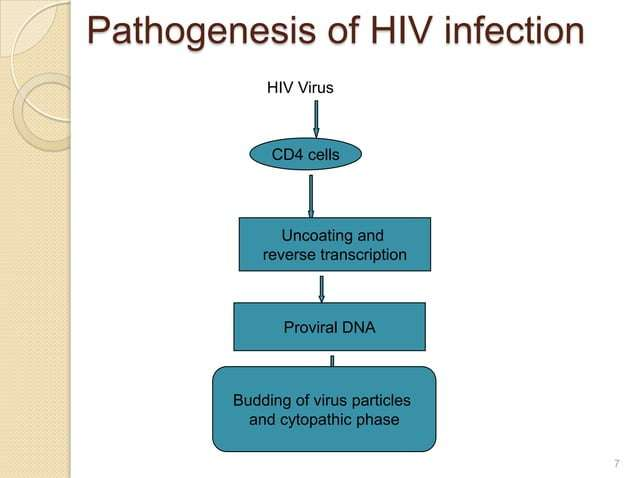 Pathogenesis of HIV infection
HIV Virus
CD4 cells
Uncoating and
reverse transcription
Proviral DNA
Budding of virus particles
and cytopathic phase
7